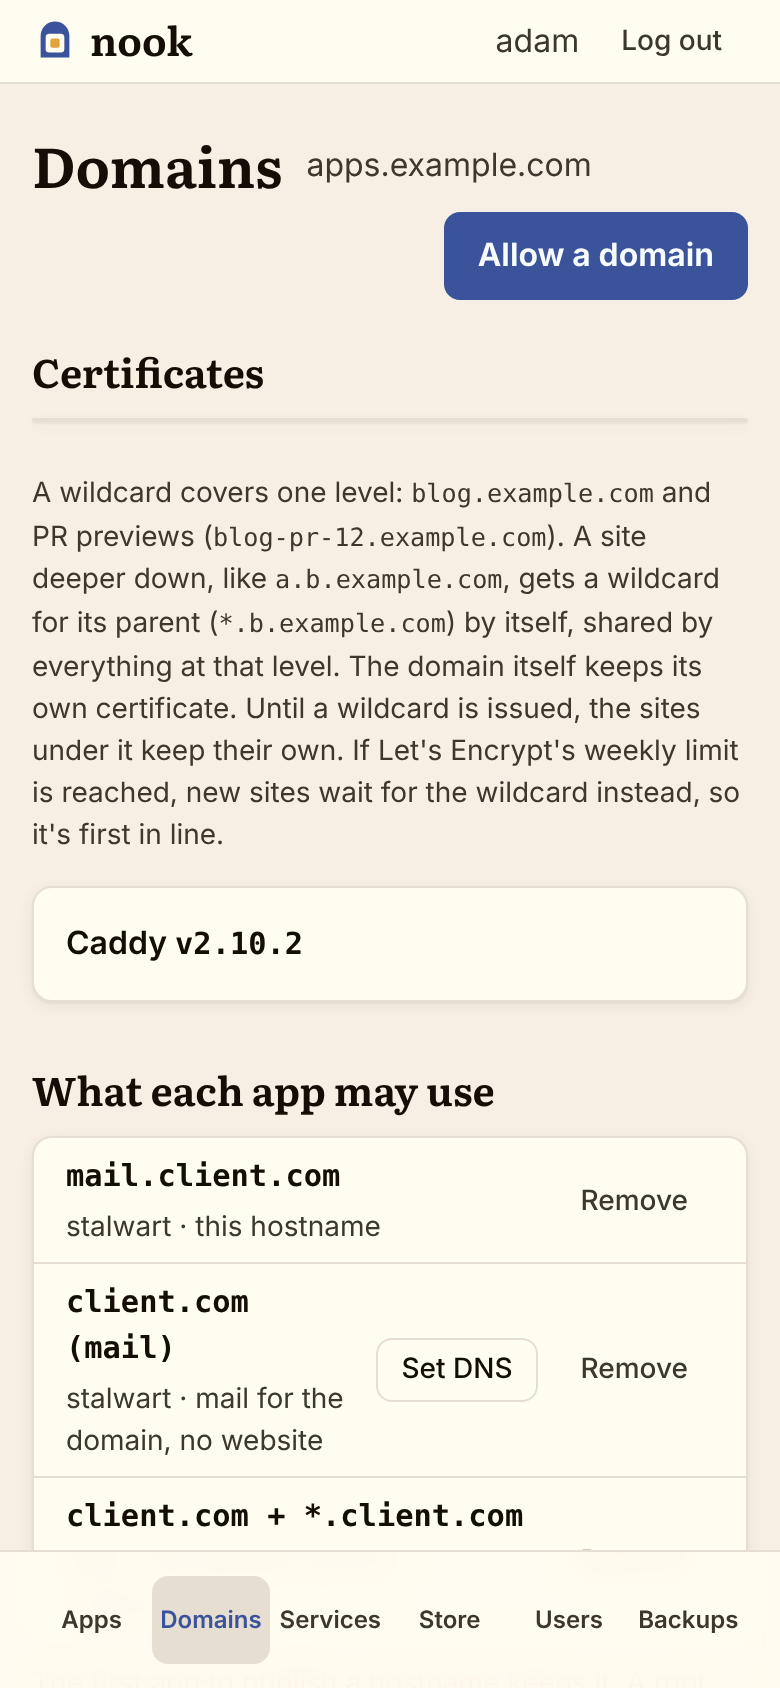 nook
adam
Log out
Domains apps.example.com
Allow a domain
Certificates
A wildcard covers one level: blog.example.com and
PR previews (blog-pr-12.example.com). A site
deeper down, like a.b.example.com, gets a wildcard
for its parent (*.b.example.com) by itself, shared by
everything at that level. The domain itself keeps its
own certificate. Until a wildcard is issued, the sites
under it keep their own. If Let's Encrypt's weekly limit
is reached, new sites wait for the wildcard instead, so
it's first in line.
Caddy v2.10.2
What each app may use
mail.client.com
stalwart · this hostname
Remove
client.com
(mail)
stalwart · mail for the
domain, no website
Set DNS
Remove
client.com + *.client.com
Apps
Domains
Services
Store
Users
Backups